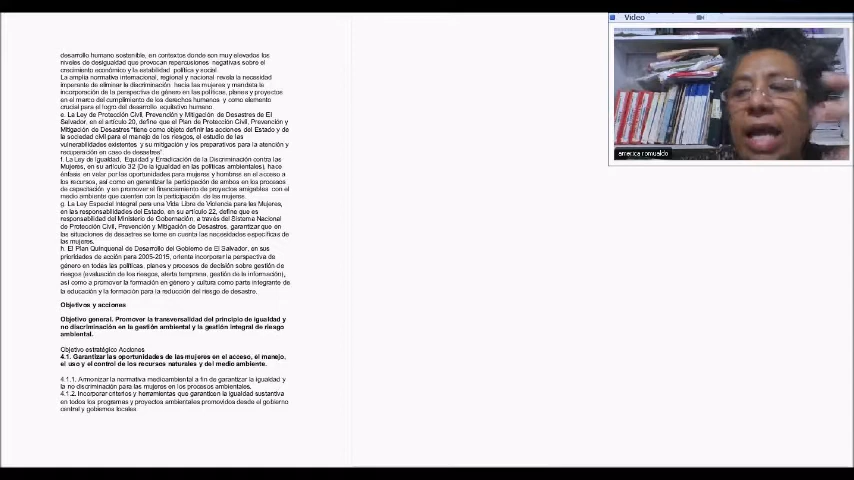 desarrollo humano sostenible, en contextos donde son muy elevados los
niveles de desigualdad que provocan repercusiones negativas sobre el
crecimiento económico y la estabilidad política y social.
La amplia normativa internacional, regional y nacional revela la necesidad
imperante de eliminar la discriminación hacia las mujeres y mandata la
incorporación de la perspectiva de género en las políticas, planes y proyectos
en el marco del cumplimiento de los derechos humanos y como elemento
crucial para el logro del desarrollo equitativo humano
e. La Ley de Protección Civil, Prevención y Mitigación de Desastres de El
Salvador, en el artículo 20, define que el Plan de Protección Civil, Prevención y
Mitigación de Desastres "tiene como objeto definir las acciones del Estado y de
la sociedad civil para el manejo de los riesgos, el estudio de las
vulnerabilidades existentes y su mitigación y los preparativos para la atención y
recuperación en caso de desastres".
f. La Ley de Igualdad, Equidad y Erradicación de la Discriminación contra las
Mujeres, en su artículo 32 (De la igualdad en las políticas ambientales), hace
énfasis en velar por las oportunidades para mujeres y hombres en el acceso a
los recursos, así como en garantizar la participación de ambos en los procesos
de capacitación y en promover el financiamiento de proyectos amigables con el
medio ambiente que cuenten con la participación de las mujeres.
g. La Ley Especial Integral para una Vida Libre de Violencia para las Mujeres,
en las responsabilidades del Estado, en su artículo 22, define que es
responsabilidad del Ministerio de Gobernación, a través del Sistema Nacional
de Protección Civil, Prevención y Mitigación de Desastres, garantizar que en
las situaciones de desastres se tome en cuenta las necesidades específicas de
las mujeres.
h. El Plan Quinquenal de Desarrollo del Gobierno de El Salvador, en sus
prioridades de acción para 2005-2015, orienta incorporar la perspectiva de
género en todas las políticas, planes y procesos de decisión sobre gestión de
riesgos (evaluación de los riesgos, alerta temprana, gestión de la información),
así como a promover la formación en género y cultura como parte integrante de
la educación y la formación para la reducción del riesgo de desastre.
Objetivos y acciones
Objetivo general. Promover la transversalidad del principio de igualdad y
no discriminación en la gestión ambiental y la gestión integral de riesgo
ambiental.
Objetivo estratégico Acciones
4.1. Garantizar las oportunidades de las mujeres en el acceso, el manejo,
el uso y el control de los recursos naturales y del medio ambiente.
4.1.1. Armonizar la normativa medioambiental a fin de garantizar la igualdad y
la no discriminación para las mujeres en los procesos ambientales.
4.1.2. Incorporar criterios y herramientas que garanticen la igualdad sustantiva
en todos los programas y proyectos ambientales promovidos desde el gobierno
central y gobiernos locales
Video
america romualdo